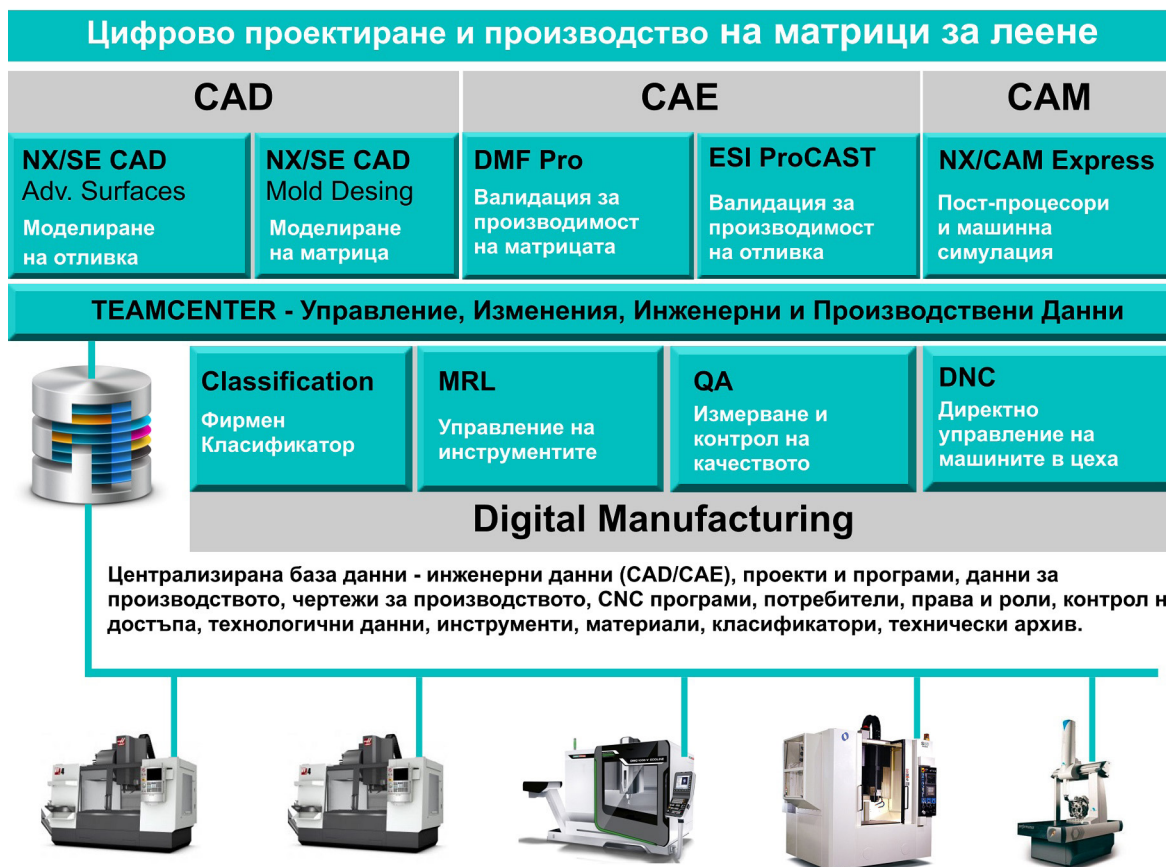 Цифрово проектиране и производство на матрици за леене
CAD
CAE
CAM
NX/SE CAD
Adv. Surfaces
Моделиране
на отливка
NX/SE CAD
Mold Desing
Моделиране
на матрица
DMF Pro
Валидация за
производимост
на матрицата
ESI ProCAST
Валидация за
производимост
на отливка
NX/CAM Express
Пост-процесори
и машинна
симулация
TEAMCENTER - Управление, Изменения, Инженерни и Производствени Данни
Classification
Фирмен
Класификатор
MRL
Управление на
инструментите
QA
Измерване и
контрол на
качеството
DNC
Директно
управление на
машините в цеха
Digital Manufacturing
Централизирана база данни - инженерни данни (CAD/CAE), проекти и програми, данни за
производството, чертежи за производството, CNC програми, потребители, права и роли, контрол н
достъпа, технологични данни, инструменти, материали, класификатори, технически архив.